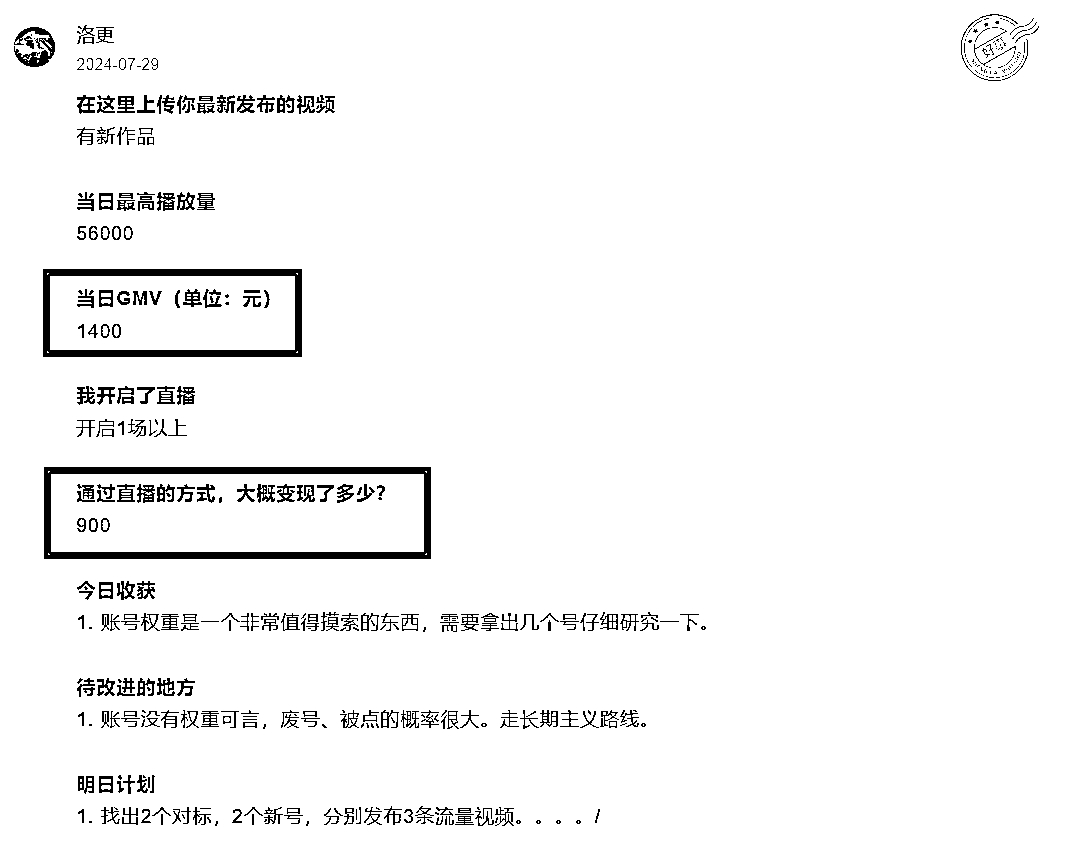 洛更
2024-07-29
在这里上传你最新发布的视频
有新作品
当日最高播放量
56000
当日GMV（单位：元）
1400
我开启了直播
开启1场以上
通过直播的方式，大概变现了多少？
900
今日收获
1. 账号权重是一个非常值得摸索的东西，需要拿出几个号仔细研究一下。
待改进的地方
1. 账号没有权重可言，废号、被点的概率很大。走长期主义路线。
明日计划
1. 找出2个对标，2个新号，分别发布3条流量视频。。。。/